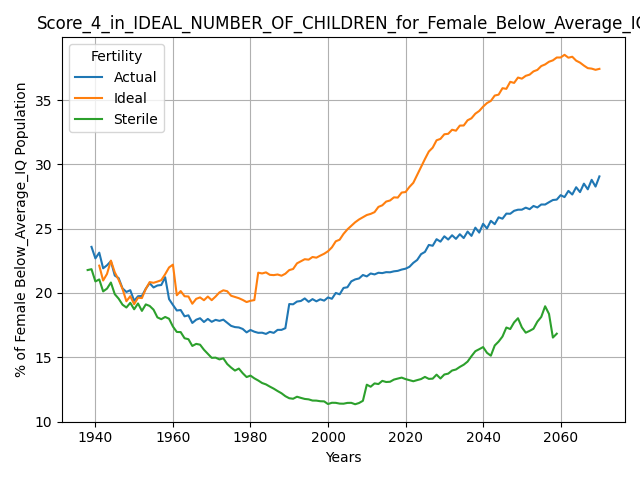 Score_4_in_IDEAL_NUMBER_OF_CHILDREN_for_Female_Below_Average_IQ
Fertility
Actual
Ideal
Sterile
% of Female Below_Average_IQ Population
35
30
25
20
15
10
1940 1960 1980 2000 2020 2040 2060
Years